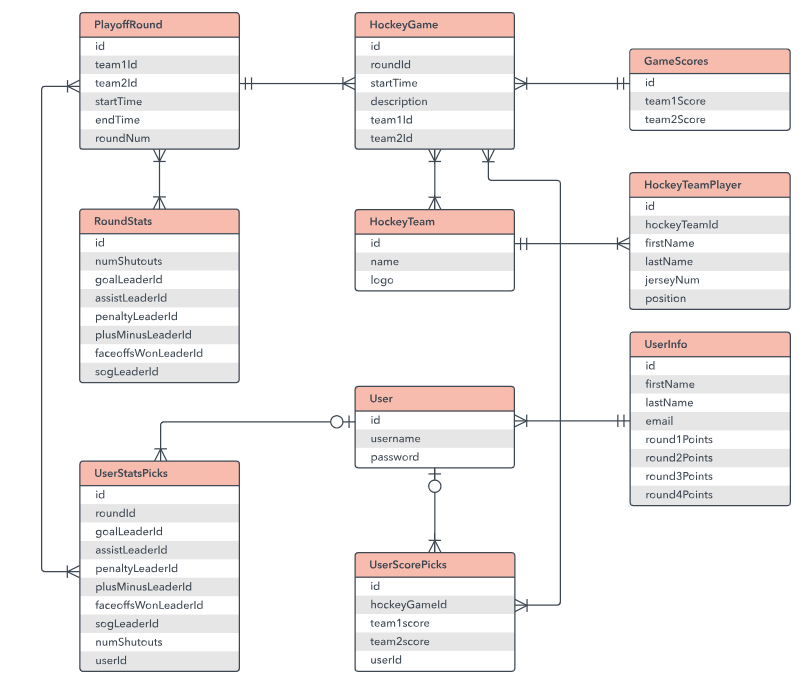 PlayoffRound
id
team1Id
team2Id
startTime
endTime
roundNum
HockeyGame
id
roundId
startTime
description
team1Id
team2Id
GameScores
id
team1Score
team2Score
RoundStats
id
numShutouts
goalLeaderId
assistLeaderId
penaltyLeaderId
plusMinusLeaderId
faceoffsWonLeaderId
sogLeaderId
HockeyTeam
id
name
logo
HockeyTeamPlayer
id
hockeyTeamId
firstName
lastName
jerseyNum
position
User
id
username
password
UserInfo
id
firstName
lastName
email
round1Points
round2Points
round3Points
round4Points
UserStatsPicks
id
roundId
goalLeaderId
assistLeaderId
penaltyLeaderId
plusMinusLeaderId
faceoffsWonLeaderId
sogLeaderId
numShutouts
userId
UserScorePicks
id
hockeyGameId
team1score
team2score
userId